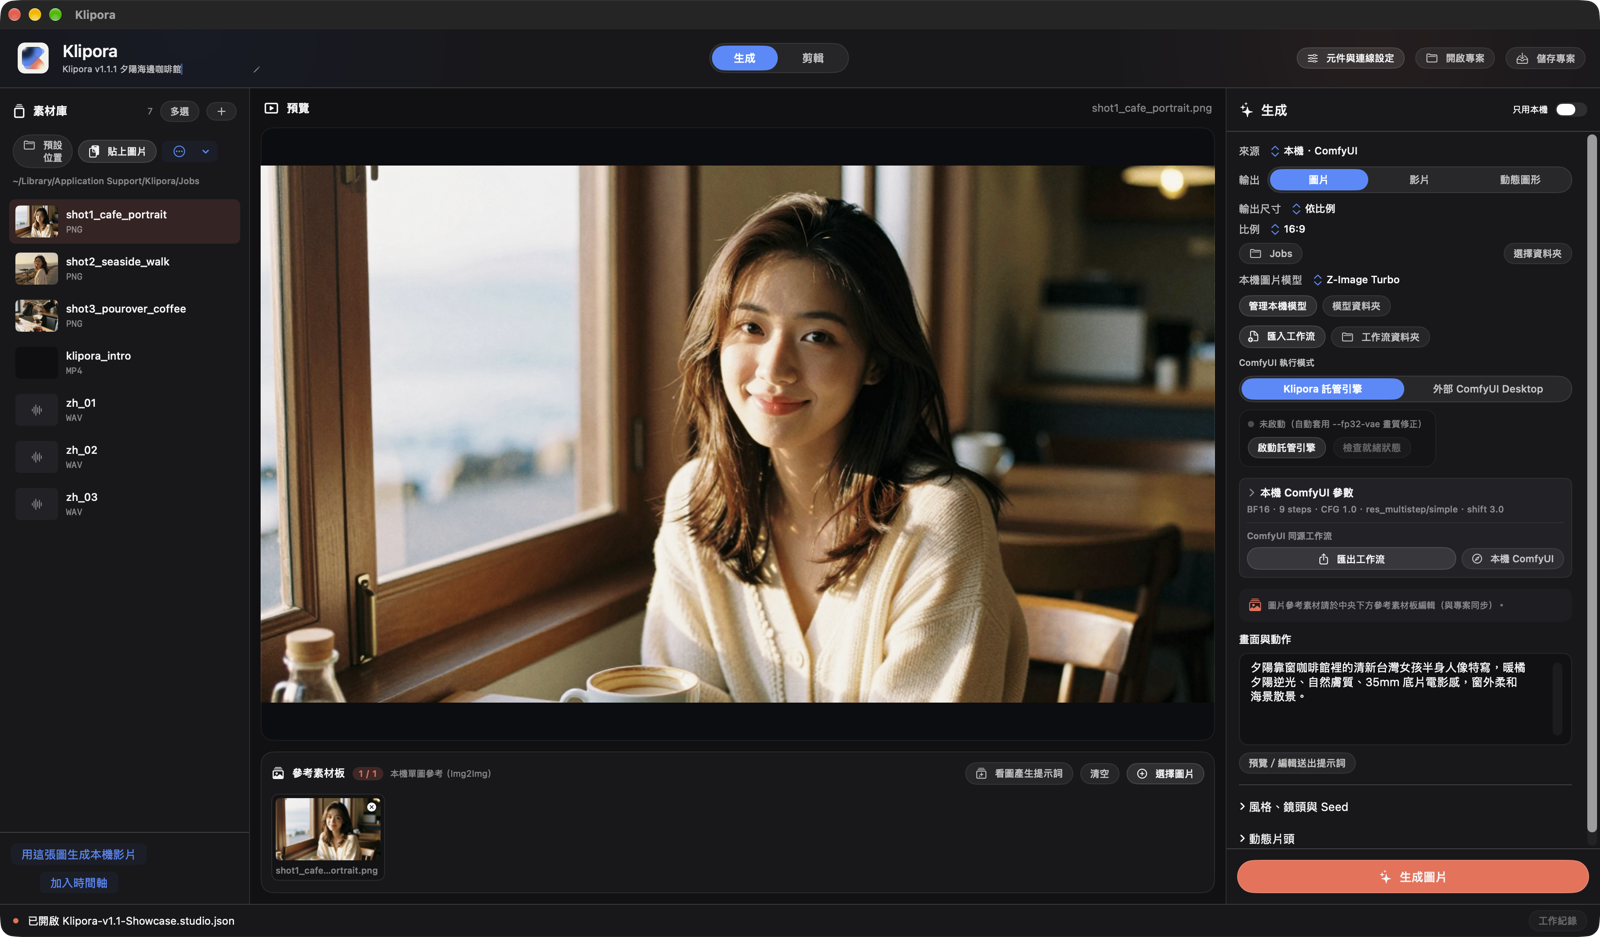 Klipora
Klipora
Klipora v1.1.1 夕陽海邊咖啡館
生成
剪輯
元件與連線設定
開啟專案
儲存專案
素材庫
7
多選
預設位置
貼上圖片
~/Library/Application Support/Klipora/Jobs
shot1_cafe_portrait
PNG
shot2_seaside_walk
PNG
shot3_pourover_coffee
PNG
klipora_intro
MP4
zh_01
WAV
zh_02
WAV
zh_03
WAV
用這張圖生成本機影片
加入時間軸
預覽
shot1_cafe_portrait.png
參考素材板
1 / 1
本機單圖參考 (Img2Img)
看圖產生提示詞
清空
選擇圖片
shot1_cafe...ortrait.png
生成
只用本機
來源
本機 · ComfyUI
輸出
圖片
影片
動態圖形
輸出尺寸
依比例
比例
16:9
Jobs
選擇資料夾
本機圖片模型
Z-Image Turbo
管理本機模型
模型資料夾
匯入工作流
工作流資料夾
ComfyUI 執行模式
Klipora 託管引擎
外部 ComfyUI Desktop
未啟動（自動套用 --fp32-vae 畫質修正）
啟動託管引擎
檢查就緒狀態
本機 ComfyUI 參數
BF16 · 9 steps · CFG 1.0 · res_multistep/simple · shift 3.0
ComfyUI 同源工作流
匯出工作流
本機 ComfyUI
圖片參考素材請於中央下方參考素材板編輯（與專案同步）。
畫面與動作
夕陽靠窗咖啡館裡的清新台灣女孩半身人像特寫，暖橘
夕陽逆光、自然膚質、35mm 底片電影感，窗外柔和
海景散景。
預覽 / 編輯送出提示詞
風格、鏡頭與 Seed
動態片頭
生成圖片
已開啟 Klipora-v1.1-Showcase.studio.json
工作紀錄